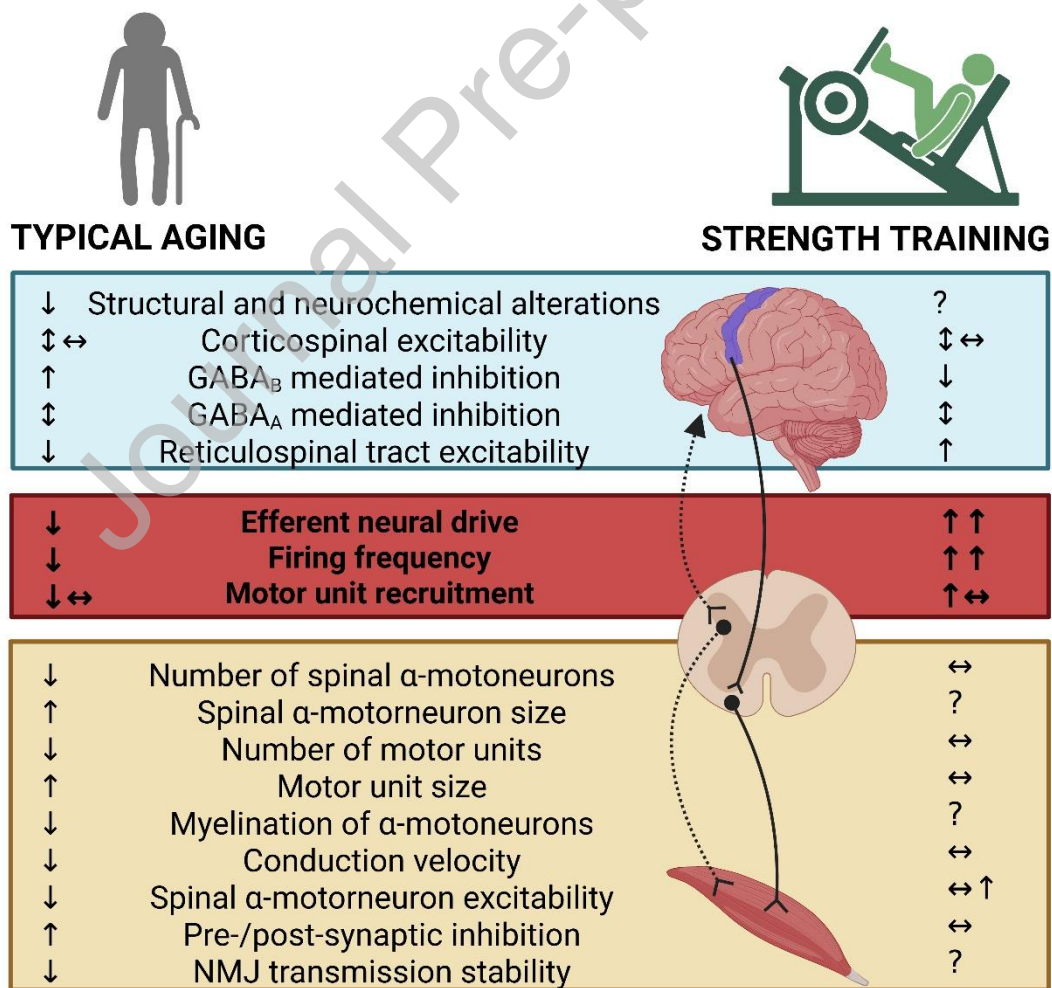 Journal Pre-p
TYPICAL AGING STRENGTH TRAINING
↓ Structural and neurochemical alterations ?
↕ ↔ Corticospinal excitability ↕ ↔
↑ GABAB mediated inhibition ↓
↕ GABAA mediated inhibition ↕
↓ Reticulospinal tract excitability ↑
↓ Efferent neural drive ↑ ↑
↓ Firing frequency ↑ ↑
↓↔ Motor unit recruitment ↑↔
↓ Number of spinal α-motoneurons ↔
↑ Spinal α-motorneuron size ?
↓ Number of motor units ↔
↑ Motor unit size ↔
↓ Myelination of α-motoneurons ?
↓ Conduction velocity ↔
↓ Spinal α-motorneuron excitability ↔ ↑
↑ Pre-/post-synaptic inhibition ↔
↓ NMJ transmission stability ?